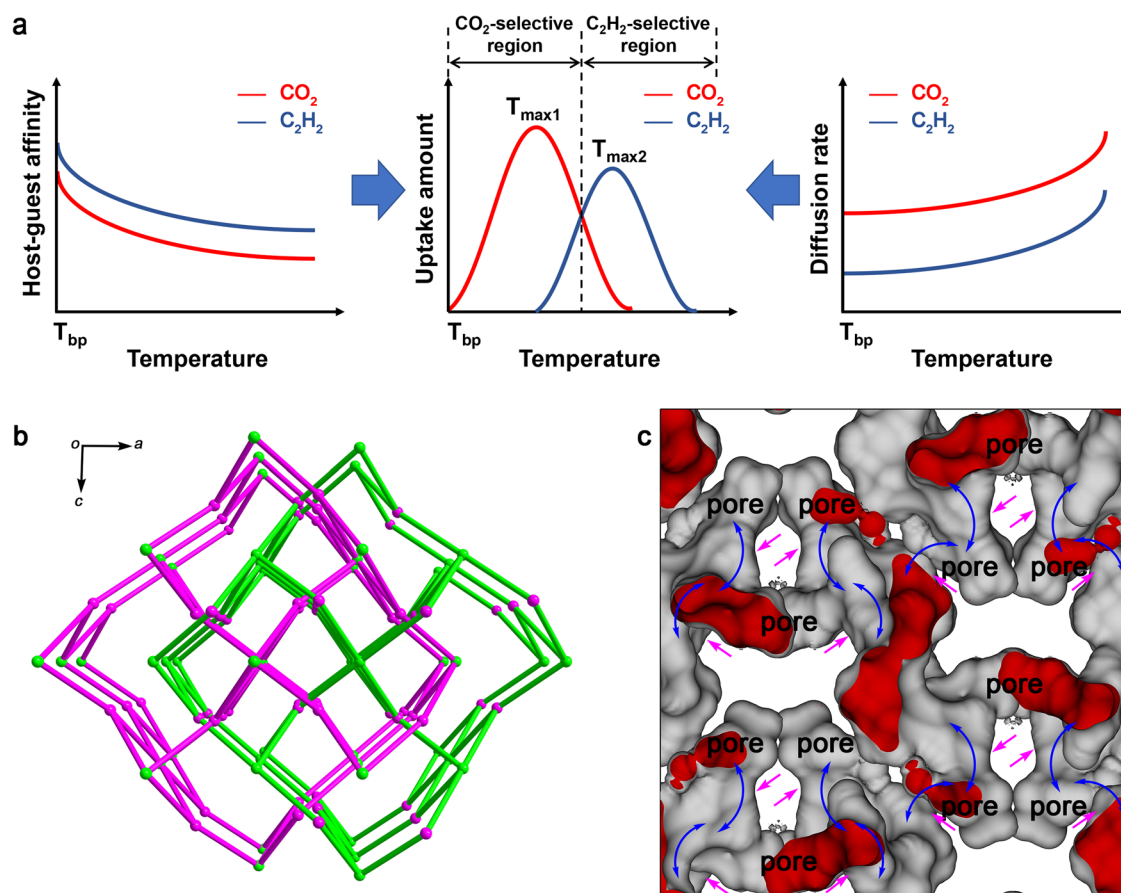 a
CO₂-selective region
C₂H₂-selective region
Host-guest affinity
CO₂
C₂H₂
T_bp
Temperature
Uptake amount
T_max1
T_max2
CO₂
C₂H₂
T_bp
Temperature
Diffusion rate
CO₂
C₂H₂
T_bp
Temperature
b
o
a
c
c
pore
pore
pore
pore
pore
pore
pore
pore
pore
pore
pore
pore